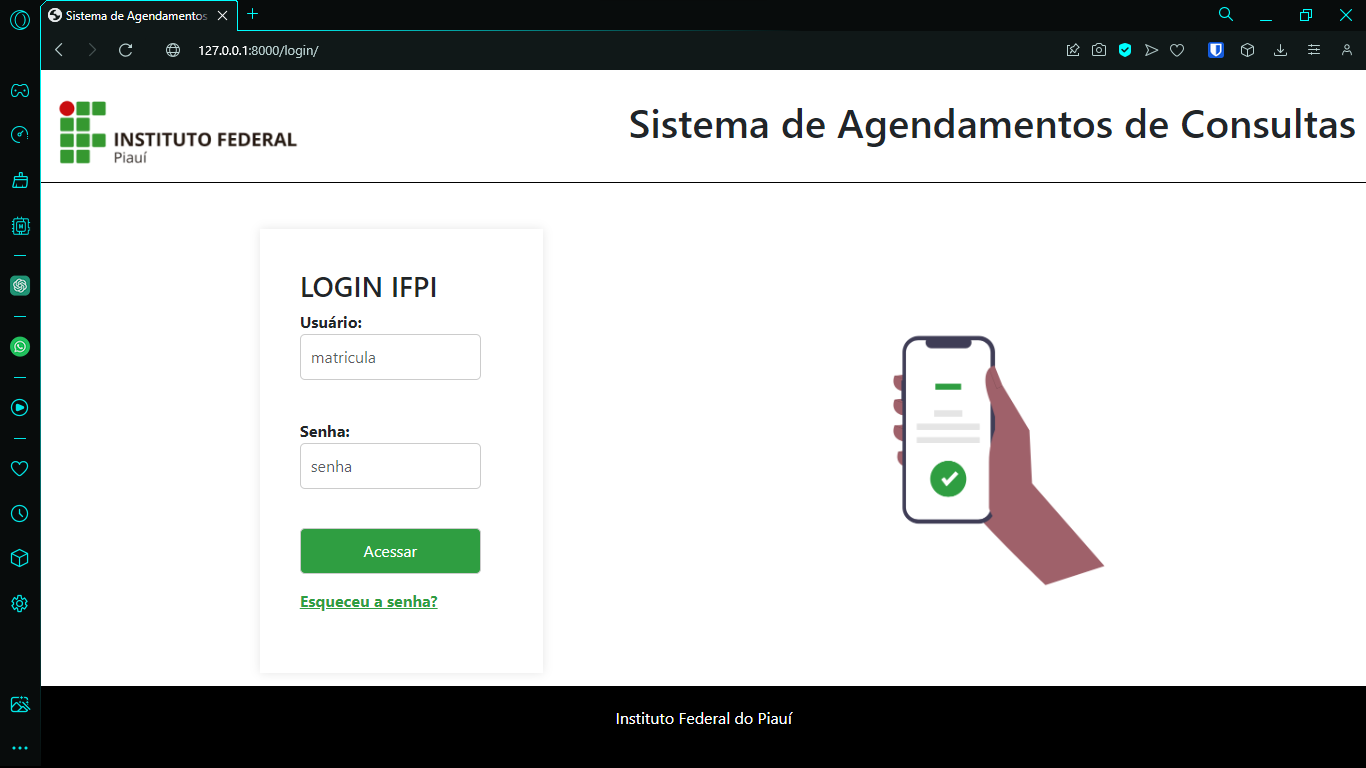 Sistema de Agendamentos
127.0.0.1:8000/login/
INSTITUTO FEDERAL
Piauí
Sistema de Agendamentos de Consultas
LOGIN IFPI
Usuário:
matricula
Senha:
senha
Acessar
Esqueceu a senha?
Instituto Federal do Piauí